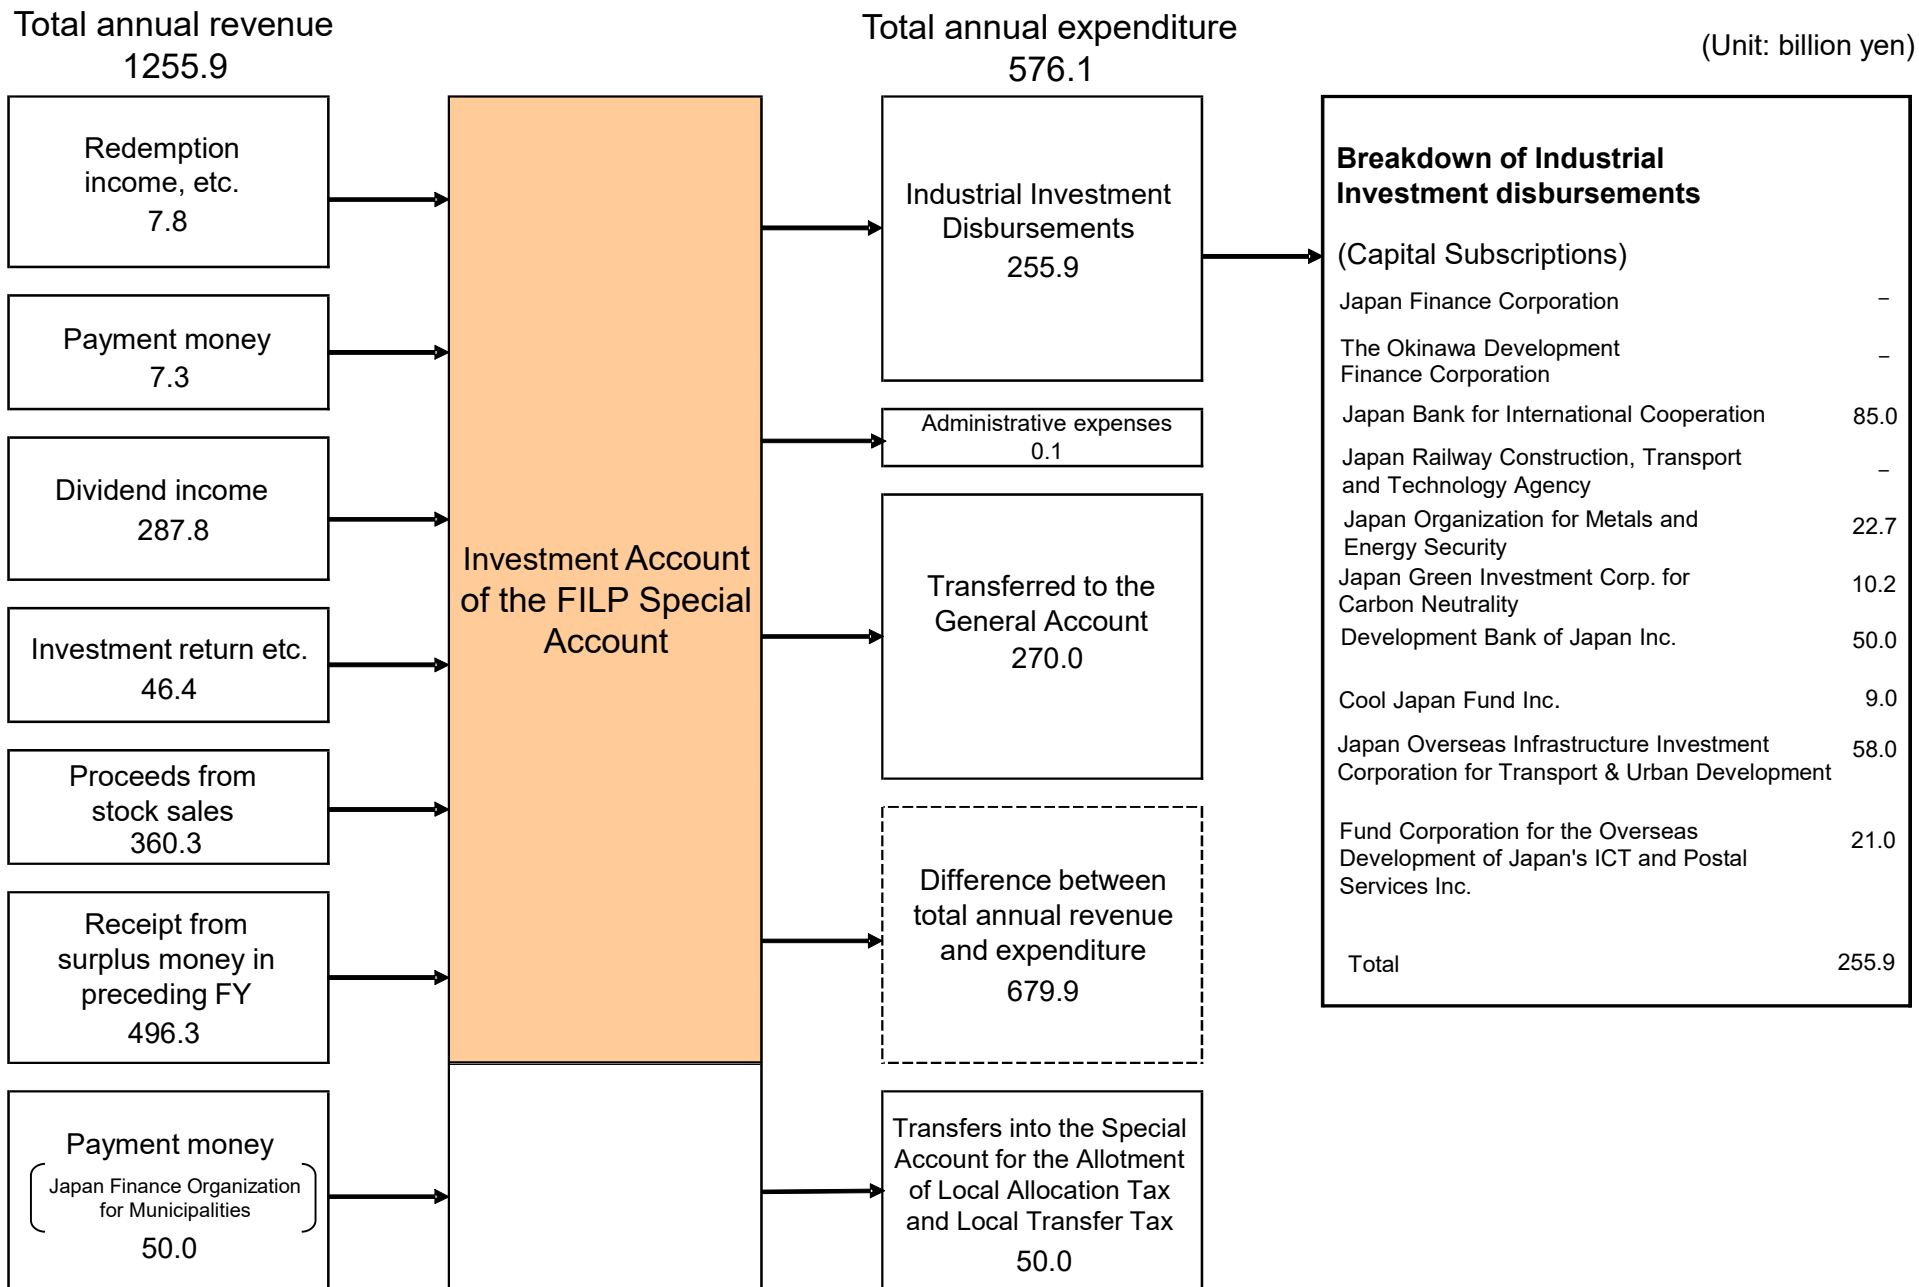 Total annual revenue
1255.9
Total annual expenditure
576.1
(Unit: billion yen)
Redemption
income, etc.
7.8
Payment money
7.3
Dividend income
287.8
Investment return etc.
46.4
Proceeds from
stock sales
360.3
Receipt from
surplus money in
preceding FY
496.3
Payment money
Japan Finance Organization
for Municipalities
50.0
Investment Account
of the FILP Special
Account
Industrial Investment
Disbursements
255.9
Administrative expenses
0.1
Transferred to the
General Account
270.0
Difference between
total annual revenue
and expenditure
679.9
Transfers into the Special
Account for the Allotment
of Local Allocation Tax
and Local Transfer Tax
50.0
Breakdown of Industrial
Investment disbursements
(Capital Subscriptions)
Japan Finance Corporation –
The Okinawa Development
Finance Corporation –
Japan Bank for International Cooperation 85.0
Japan Railway Construction, Transport
and Technology Agency –
Japan Organization for Metals and
Energy Security 22.7
Japan Green Investment Corp. for
Carbon Neutrality 10.2
Development Bank of Japan Inc. 50.0
Cool Japan Fund Inc. 9.0
Japan Overseas Infrastructure Investment
Corporation for Transport & Urban Development 58.0
Fund Corporation for the Overseas
Development of Japan's ICT and Postal
Services Inc. 21.0
Total 255.9